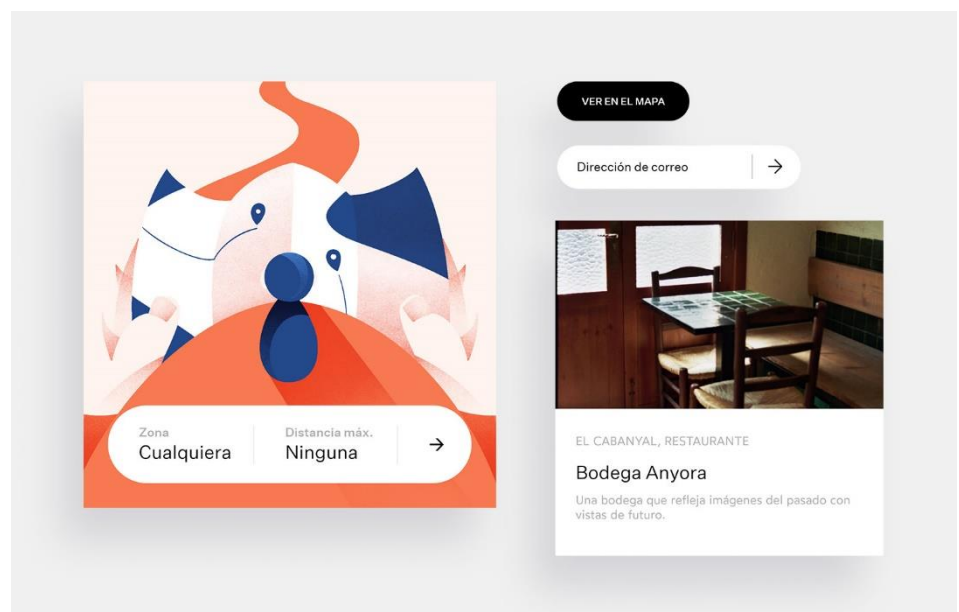 Zona
Cualquiera
Distancia máx.
Ninguna
VER EN EL MAPA
Dirección de correo
EL CABANYAL, RESTAURANTE
Bodega Anyora
Una bodega que refleja imágenes del pasado con
vistas de futuro.